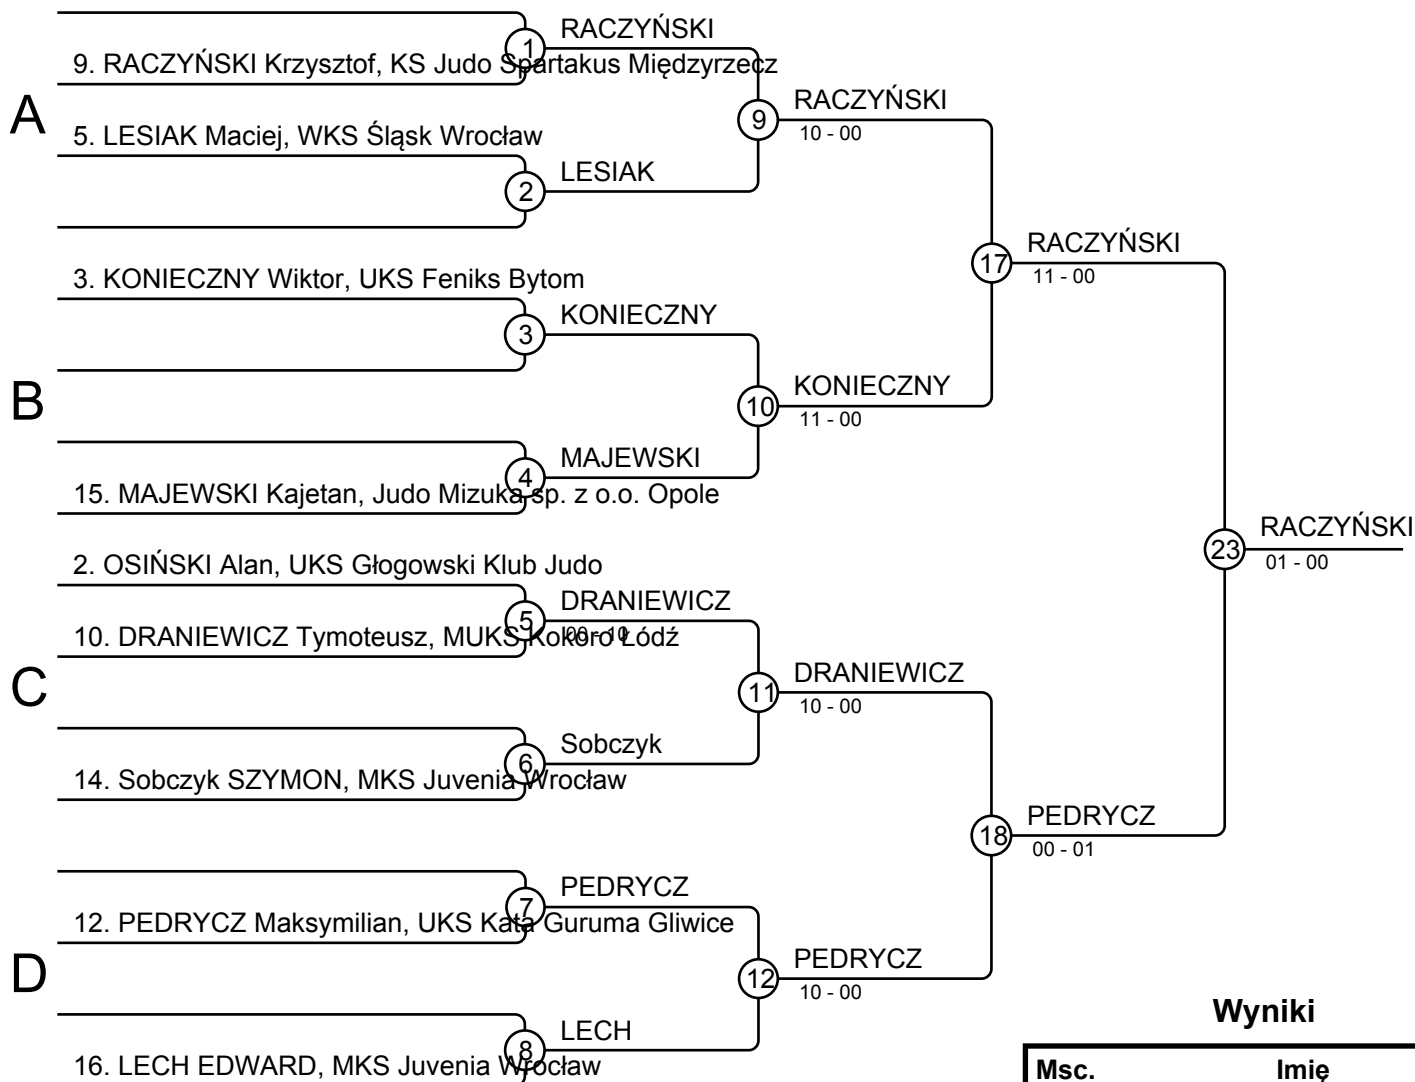 RACZYŃSKI
1
9. RACZYŃSKI Krzysztof, KS Judo Spartakus Międzyrzecz
A
RACZYŃSKI
9
10 - 00
5. LESIAK Maciej, WKS Śląsk Wrocław
LESIAK
2
RACZYŃSKI
17
11 - 00
3. KONIECZNY Wiktor, UKS Feniks Bytom
KONIECZNY
3
B
KONIECZNY
10
11 - 00
MAJEWSKI
4
15. MAJEWSKI Kajetan, Judo Mizuka sp. z o.o. Opole
RACZYŃSKI
23
01 - 00
2. OSIŃSKI Alan, UKS Głogowski Klub Judo
DRANIEWICZ
5
00 - 10
10. DRANIEWICZ Tymoteusz, MUKS Kokoro Łódź
C
DRANIEWICZ
11
10 - 00
Sobczyk
6
14. Sobczyk SZYMON, MKS Juvenia Wrocław
PEDRYCZ
18
00 - 01
PEDRYCZ
7
12. PEDRYCZ Maksymilian, UKS Kata Guruma Gliwice
D
PEDRYCZ
12
10 - 00
LECH
8
16. LECH EDWARD, MKS Juvenia Wrocław
Wyniki
Msc. Imię